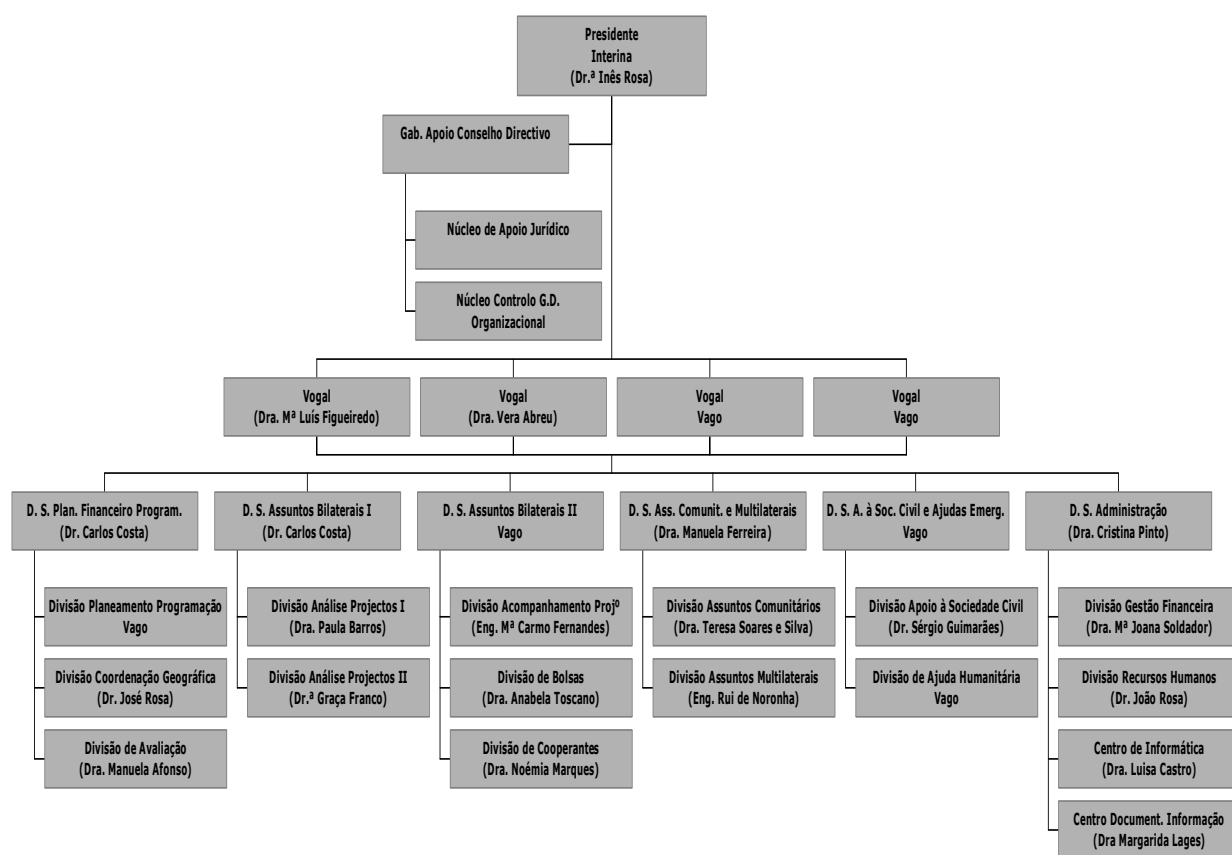 Presidente
Interina
(Dr.ª Inês Rosa)
Gab. Apoio Conselho Directivo
Núcleo de Apoio Jurídico
Núcleo Controlo G.D.
Organizacional
Vogal
(Dra. Mª Luís Figueiredo)
Vogal
(Dra. Vera Abreu)
Vogal
Vago
Vogal
Vago
D. S. Plan. Financeiro Program.
(Dr. Carlos Costa)
D. S. Assuntos Bilaterais I
(Dr. Carlos Costa)
D. S. Assuntos Bilaterais II
Vago
D. S. Ass. Comunit. e Multilaterais
(Dra. Manuela Ferreira)
D. S. A. à Soc. Civil e Ajudas Emerg.
Vago
D. S. Administração
(Dra. Cristina Pinto)
Divisão Planeamento Programação
Vago
Divisão Coordenação Geográfica
(Dr. José Rosa)
Divisão de Avaliação
(Dra. Manuela Afonso)
Divisão Análise Projectos I
(Dra. Paula Barros)
Divisão Análise Projectos II
(Dr.ª Graça Franco)
Divisão Acompanhamento Projº
(Eng. Mª Carmo Fernandes)
Divisão de Bolsas
(Dra. Anabela Toscano)
Divisão de Cooperantes
(Dra. Noémia Marques)
Divisão Assuntos Comunitários
(Dra. Teresa Soares e Silva)
Divisão Assuntos Multilaterais
(Eng. Rui de Noronha)
Divisão Apoio à Sociedade Civil
(Dr. Sérgio Guimarães)
Divisão de Ajuda Humanitária
Vago
Divisão Gestão Financeira
(Dra. Mª Joana Soldador)
Divisão Recursos Humanos
(Dr. João Rosa)
Centro de Informática
(Dra. Luisa Castro)
Centro Document. Informação
(Dra Margarida Lages)